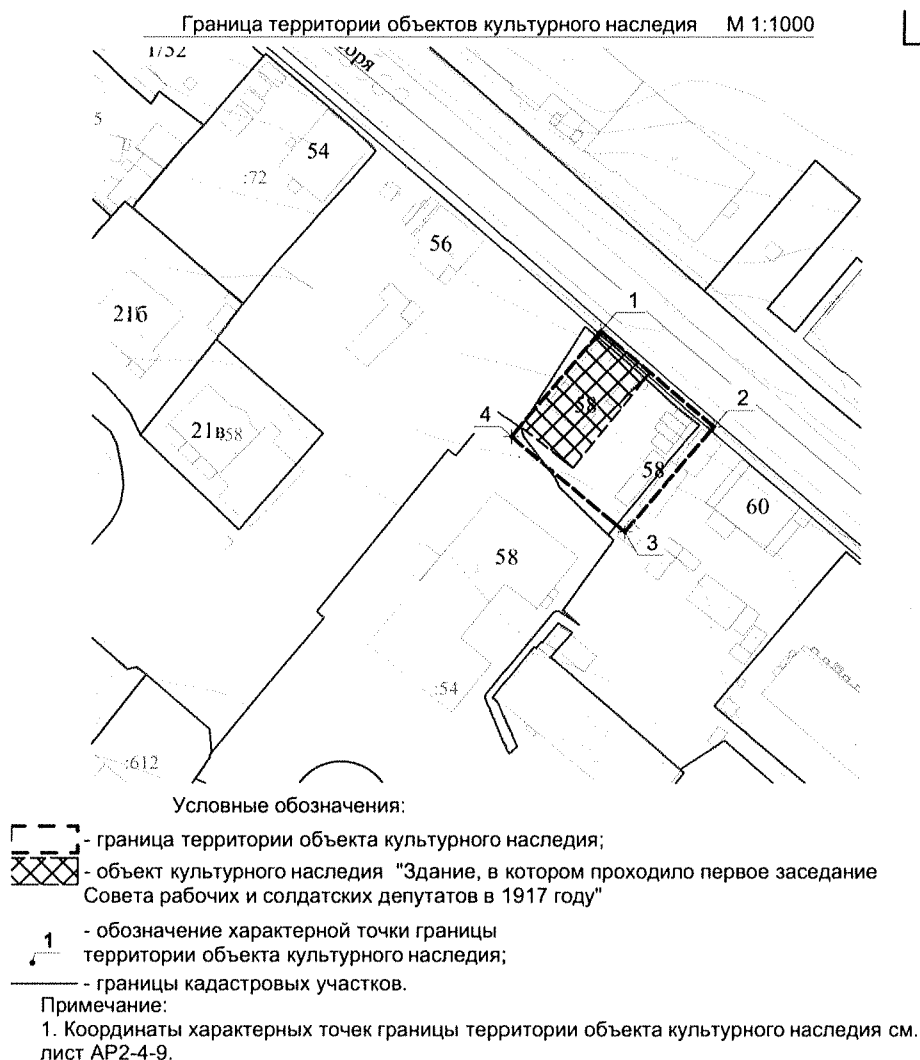 Граница территории объектов культурного наследия М 1:1000
1/52
54
:72
5
56
21б
1
2
58
4
21в58
58
60
3
58
:54
:612
Условные обозначения:
- граница территории объекта культурного наследия;
- объект культурного наследия "Здание, в котором проходило первое заседание
Совета рабочих и солдатских депутатов в 1917 году"
1 - обозначение характерной точки границы
территории объекта культурного наследия;
- границы кадастровых участков.
Примечание:
1. Координаты характерных точек границы территории объекта культурного наследия см.
лист АР2-4-9.